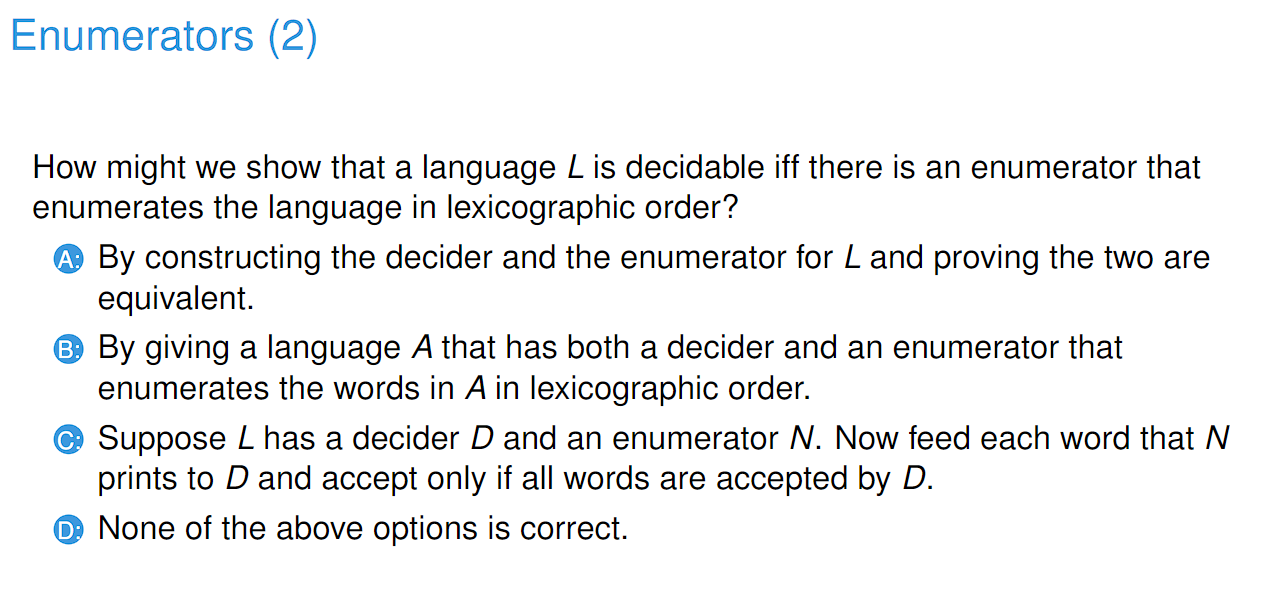 Enumerators (2)
How might we show that a language L is decidable iff there is an enumerator that
enumerates the language in lexicographic order?
A: By constructing the decider and the enumerator for L and proving the two are
equivalent.
B: By giving a language A that has both a decider and an enumerator that
enumerates the words in A in lexicographic order.
C: Suppose L has a decider D and an enumerator N. Now feed each word that N
prints to D and accept only if all words are accepted by D.
D: None of the above options is correct.